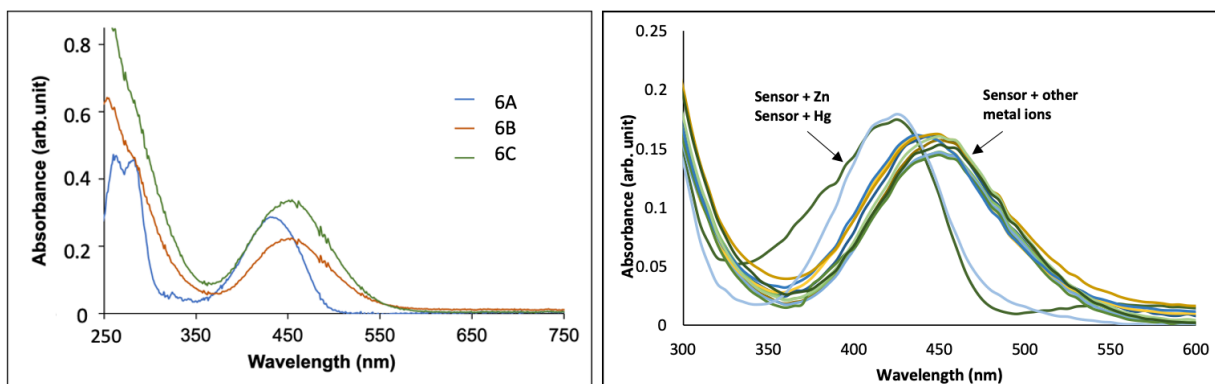 Absorbance (arb.unit)
0.8
0.6
0.4
0.2
0
250
350
450
550
650
750
Wavelength (nm)
6A
6B
6C
Absorbance (arb. unit)
0.25
0.2
0.15
0.1
0.05
0
300
350
400
450
500
550
600
Wavelength (nm)
Sensor + Zn
Sensor + Hg
Sensor + other
metal ions